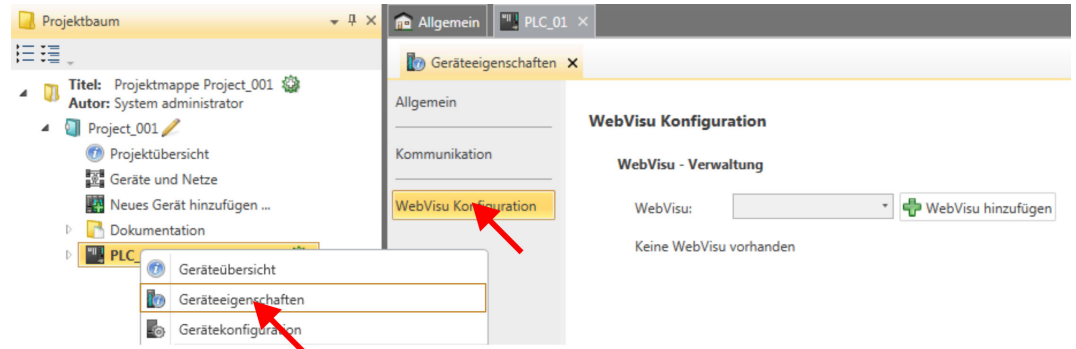 Projektbaum
Allgemein
PLC_01
Geräteeigenschaften
Titel: Projektmappe Project_001
Autor: System administrator
Project_001
Projektübersicht
Geräte und Netze
Neues Gerät hinzufügen ...
Dokumentation
PLC_
Geräteübersicht
Geräteeigenschaften
Gerätekonfiguration
Allgemein
Kommunikation
WebVisu Konfiguration
WebVisu Konfiguration
WebVisu - Verwaltung
WebVisu:
WebVisu hinzufügen
Keine WebVisu vorhanden